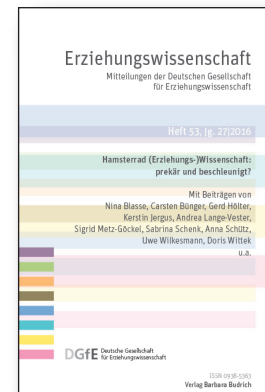 Erziehungswissenschaft
Mitteilungen der Deutschen Gesellschaft
für Erziehungswissenschaft
Heft 53, Jg. 27|2016
Hamsterrad (Erziehungs-)Wissenschaft:
prekär und beschleunigt?
Mit Beiträgen von
Nina Blasse, Carsten Bünger, Gerd Hölter,
Kerstin Jergus, Andrea Lange-Vester,
Sigrid Metz-Göckel, Sabrina Schenk, Anna Schütz,
Uwe Wilkesmann, Doris Wittek
u.a.
DGfE Deutsche Gesellschaft
für Erziehungswissenschaft
ISSN 0938-5363
Verlag Barbara Budrich